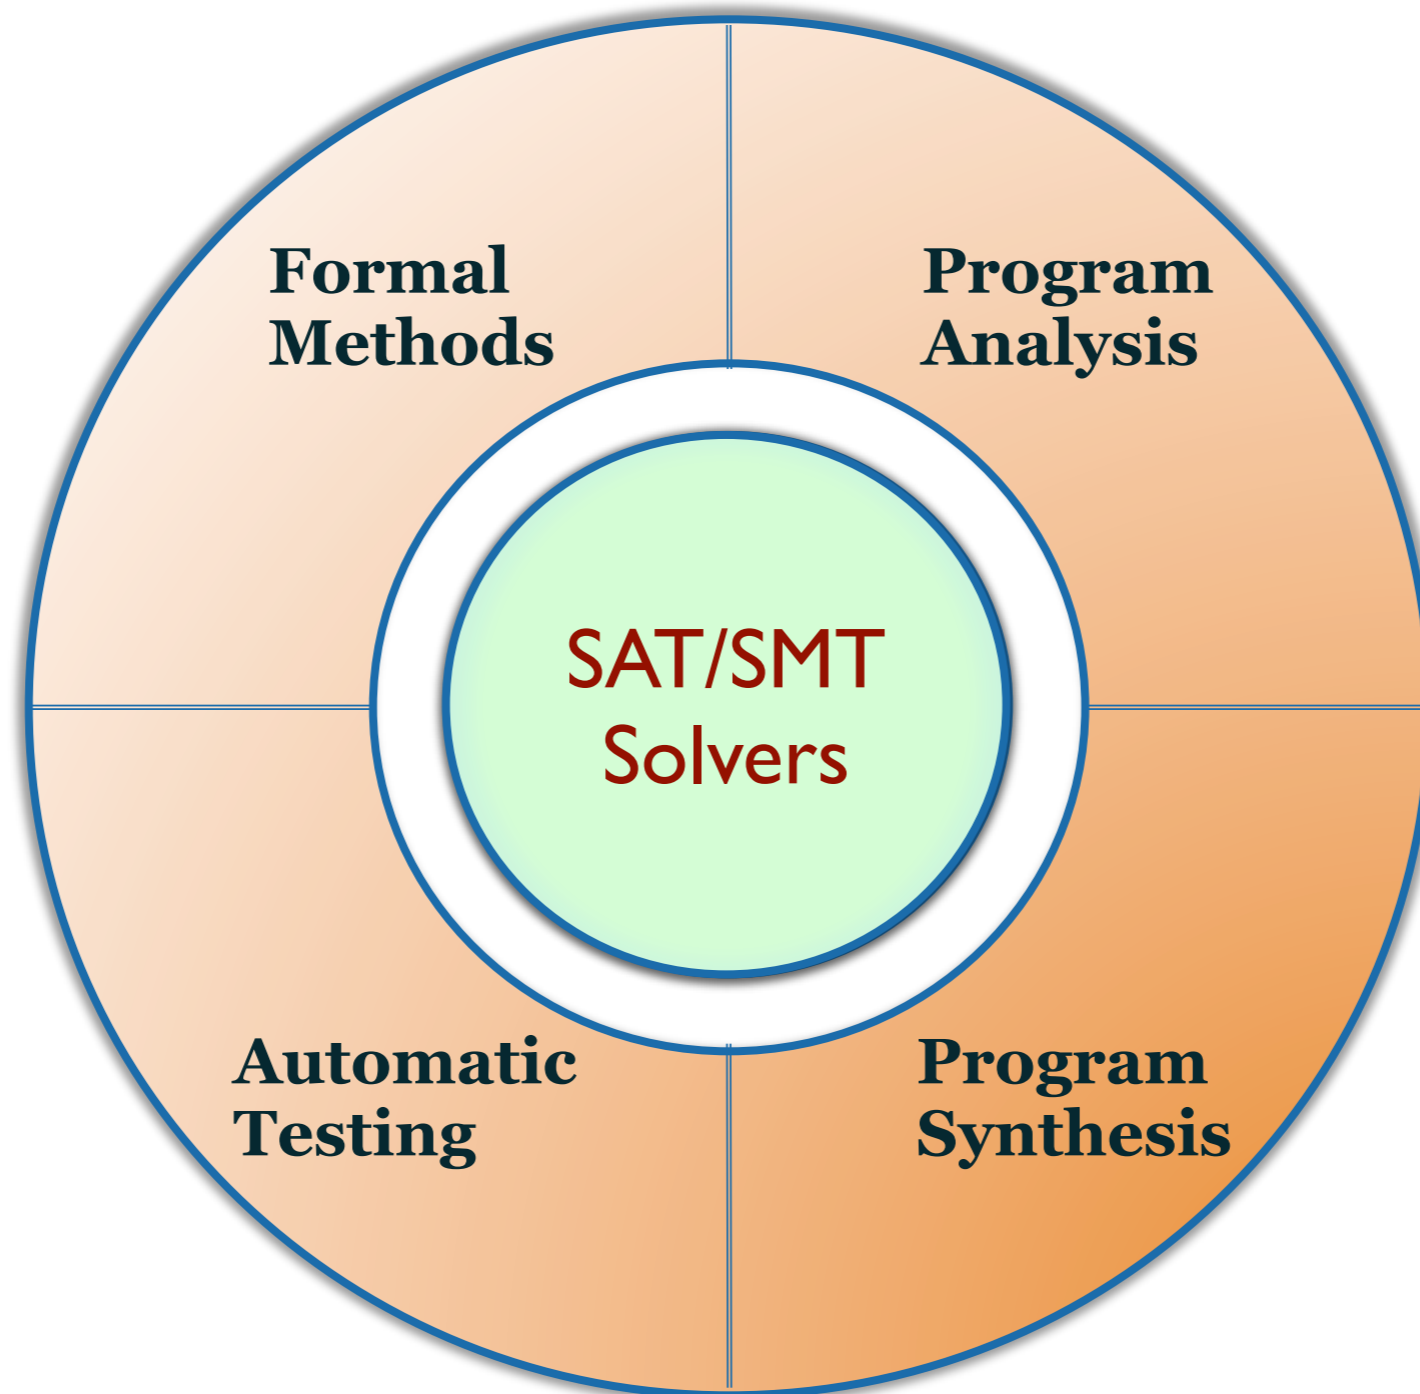 Formal
Methods
Program
Analysis
SAT/SMT
Solvers
Automatic
Testing
Program
Synthesis